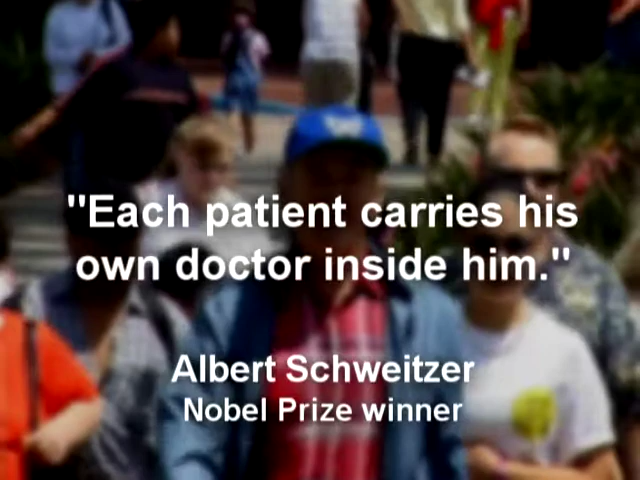 "Each patient carries his
own doctor inside him."
Albert Schweitzer
Nobel Prize winner